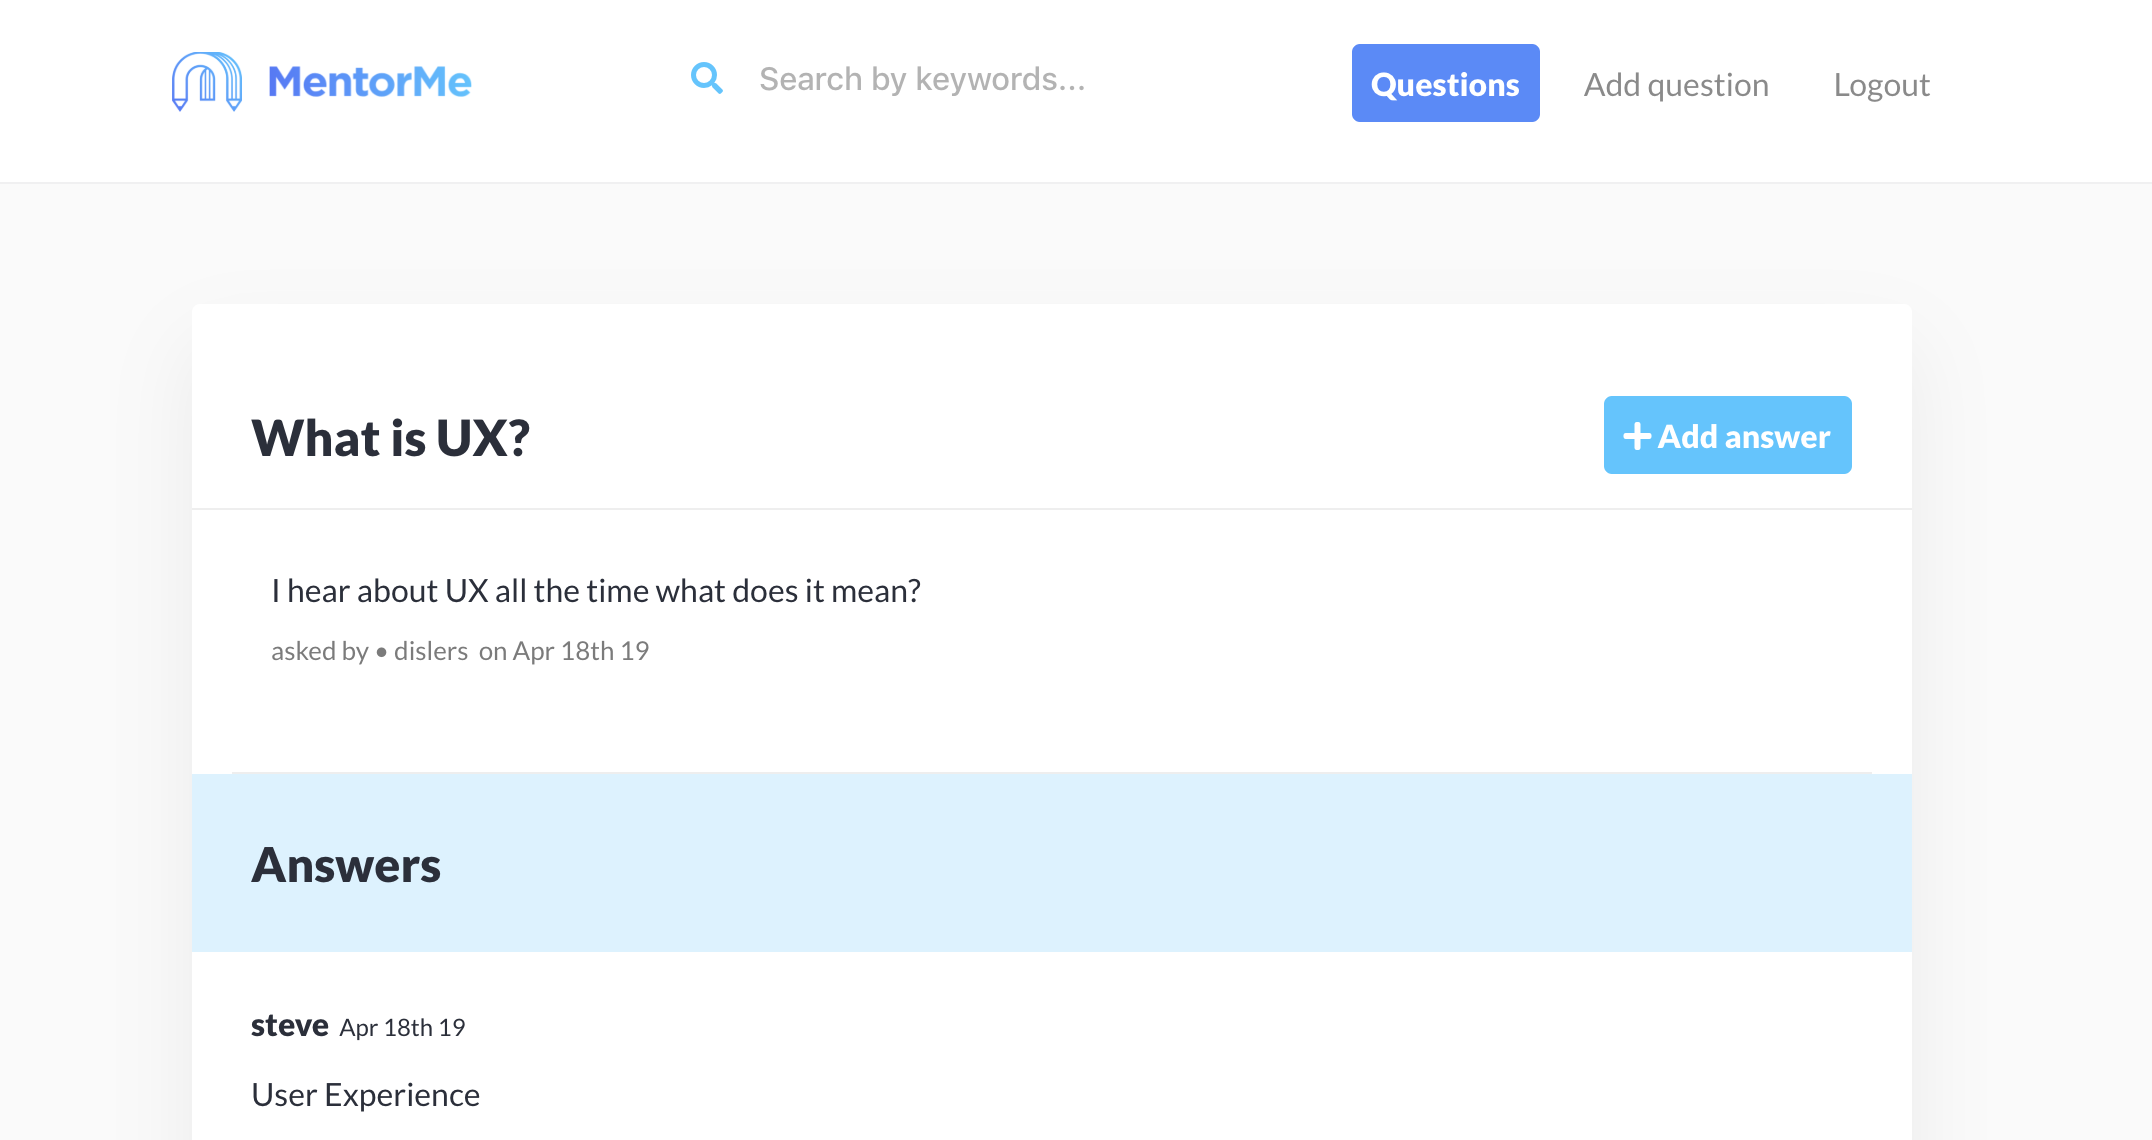 MentorMe
Search by keywords...
Questions
Add question
Logout
What is UX?
Add answer
I hear about UX all the time what does it mean?
asked by • dislers on Apr 18th 19
Answers
steve Apr 18th 19
User Experience